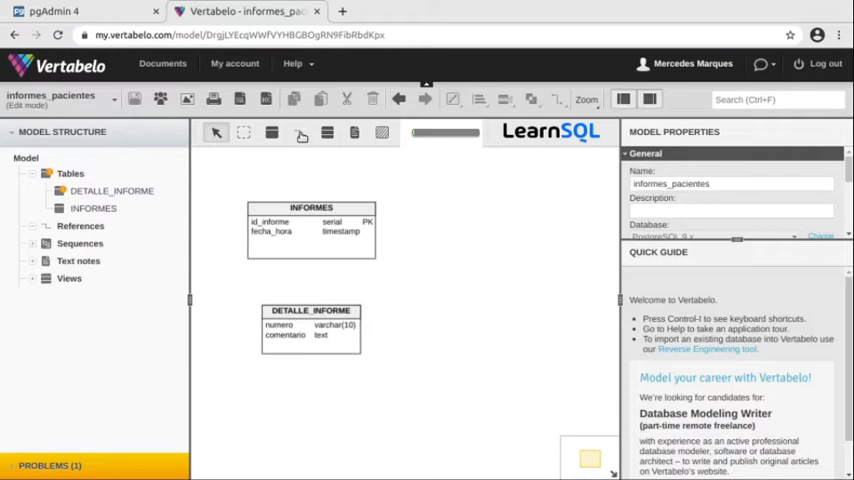 pgAdmin 4
Vertabelo - informes_pac
my.vertabelo.com/model/DrgjLYEcqWWfVYHBGBOgRN9FibRbdKpx
Vertabelo
Documents
My account
Help
Mercedes Marques
Log out
informes_pacientes
(Edit mode)
Zoom
Search (Ctrl+F)
MODEL STRUCTURE
Model
Tables
DETALLE_INFORME
INFORMES
References
Sequences
Text notes
Views
PROBLEMS (1)
LearnSQL
INFORMES
id_informe serial PK
fecha_hora timestamp
DETALLE_INFORME
numero varchar(10)
comentario text
MODEL PROPERTIES
General
Name:
informes_pacientes
Description:
Database:
PostgreSQL 9.x
Change
QUICK GUIDE
Welcome to Vertabelo.
Press Control-I to see keyboard shortcuts.
Go to Help to take an application tour.
To import an existing database into Vertabelo use
our Reverse Engineering tool.
Model your career with Vertabelo!
We're looking for candidates for:
Database Modeling Writer
(part-time remote freelance)
with experience as an active professional
database modeler, software or database
architect – to write and publish original articles
on Vertabelo's website.